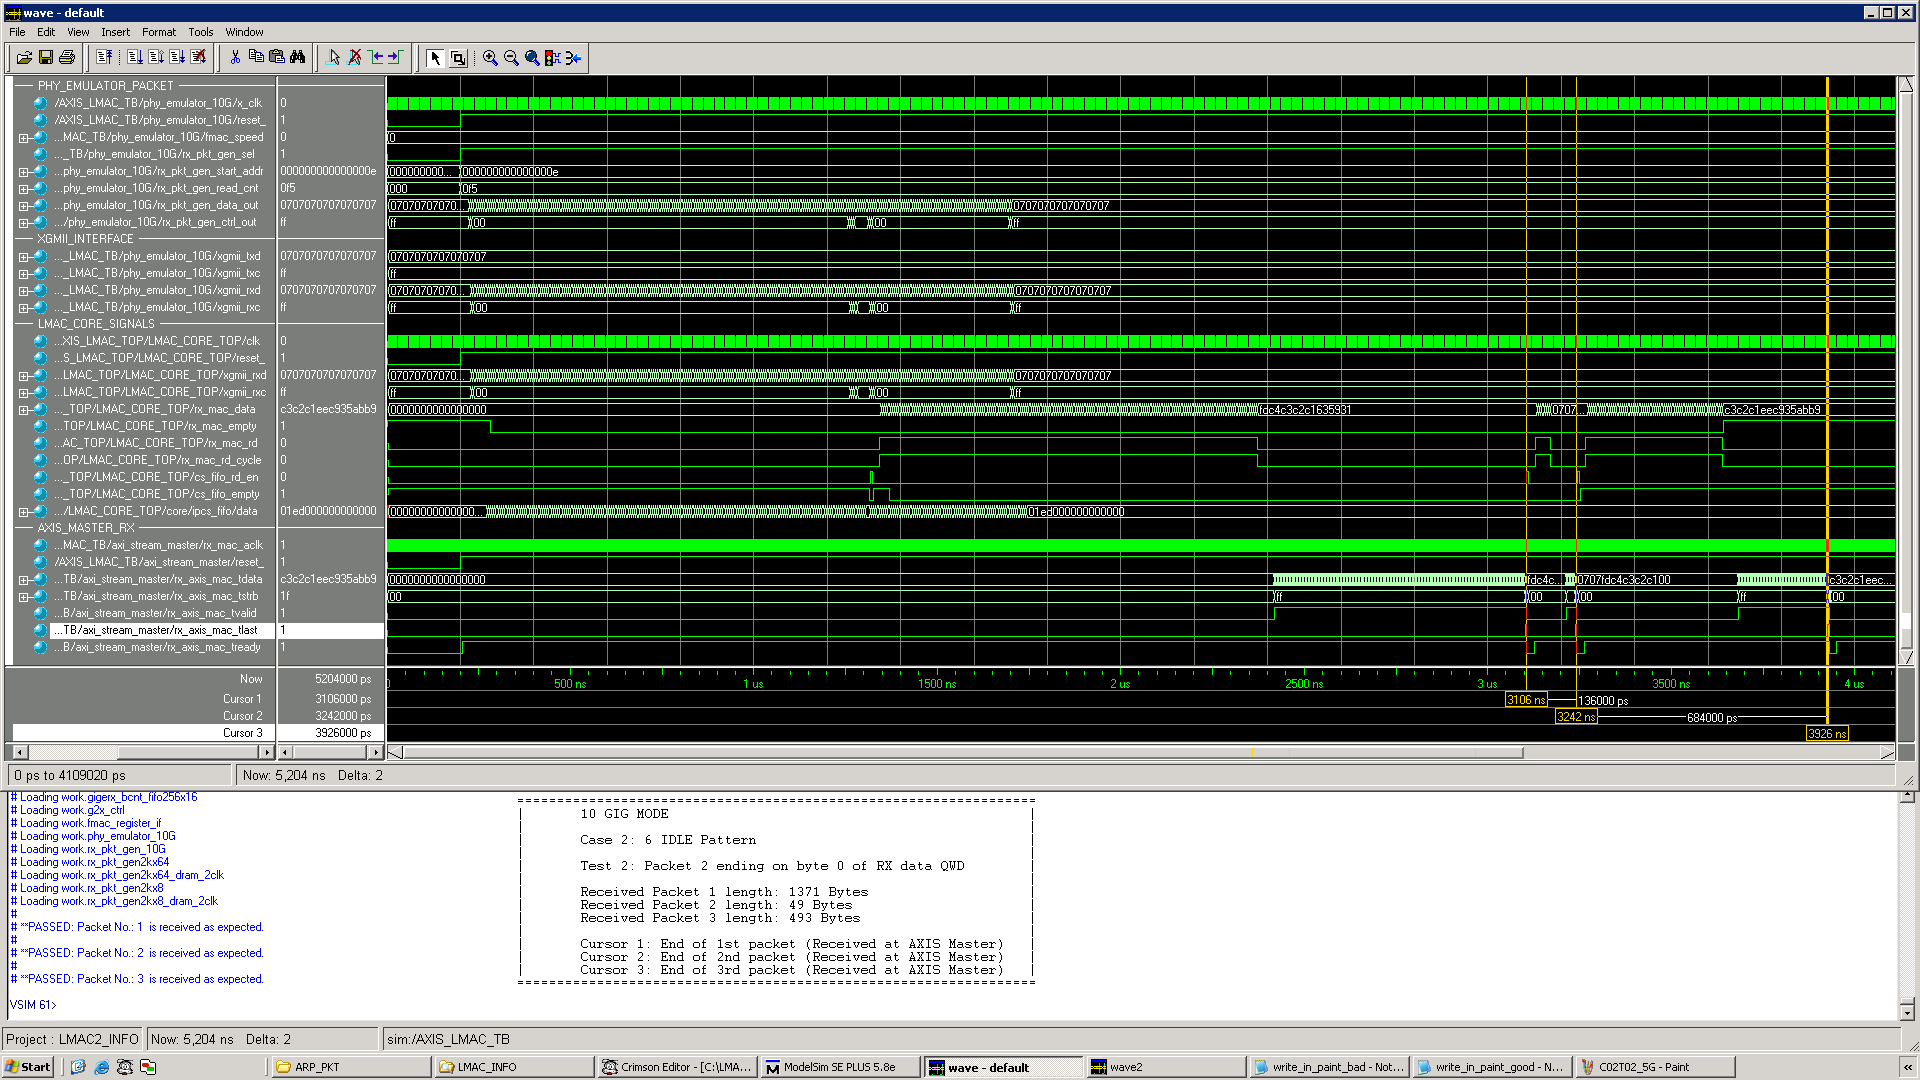 wave - default
File Edit View Insert Format Tools Window
PHY_EMULATOR_PACKET
/AXIS_LMAC_TB/phy_emulator_10G/x_clk 0
/AXIS_LMAC_TB/phy_emulator_10G/reset_ 1
...MAC_TB/phy_emulator_10G/fmac_speed 0 0
..._TB/phy_emulator_10G/rx_pkt_gen_sel 1
...phy_emulator_10G/rx_pkt_gen_start_addr 000000000000000e 000000000... 000000000000000e
...phy_emulator_10G/rx_pkt_gen_read_cnt 0f5 000 0f5
...phy_emulator_10G/rx_pkt_gen_data_out 0707070707070707 07070707070... 0707070707070707
.../phy_emulator_10G/rx_pkt_gen_ctrl_out ff ff 00 00 ff
XGMII_INTERFACE
..._LMAC_TB/phy_emulator_10G/xgmii_txd 0707070707070707 0707070707070707
..._LMAC_TB/phy_emulator_10G/xgmii_txc ff ff
..._LMAC_TB/phy_emulator_10G/xgmii_rxd 0707070707070707 07070707070... 0707070707070707
..._LMAC_TB/phy_emulator_10G/xgmii_rxc ff ff 00 00 ff
LMAC_CORE_SIGNALS
...XIS_LMAC_TOP/LMAC_CORE_TOP/clk 0
...S_LMAC_TOP/LMAC_CORE_TOP/reset_ 1
...LMAC_TOP/LMAC_CORE_TOP/xgmii_rxd 0707070707070707 07070707070... 0707070707070707
...LMAC_TOP/LMAC_CORE_TOP/xgmii_rxc ff ff 00 00 ff
..._TOP/LMAC_CORE_TOP/rx_mac_data c3c2c1eec935abb9 0000000000000000 fdc4c3c2c1635931 0707... c3c2c1eec935abb9
...TOP/LMAC_CORE_TOP/rx_mac_empty 1
...AC_TOP/LMAC_CORE_TOP/rx_mac_rd 0
...OP/LMAC_CORE_TOP/rx_mac_rd_cycle 0
..._TOP/LMAC_CORE_TOP/cs_fifo_rd_en 0
..._TOP/LMAC_CORE_TOP/cs_fifo_empty 1
.../LMAC_CORE_TOP/core/ipcs_fifo/data 01ed000000000000 00000000000000... 01ed000000000000
AXIS_MASTER_RX
...MAC_TB/axi_stream_master/rx_mac_aclk 1
/AXIS_LMAC_TB/axi_stream_master/reset_ 1
...TB/axi_stream_master/rx_axis_mac_tdata c3c2c1eec935abb9 0000000000000000 fdc4c... 0707fdc4c3c2c100 c3c2c1eec...
...TB/axi_stream_master/rx_axis_mac_tstrb 1f 00 ff 00 00 ff 00
...B/axi_stream_master/rx_axis_mac_tvalid 1
...TB/axi_stream_master/rx_axis_mac_tlast 1
...B/axi_stream_master/rx_axis_mac_tready 1
Now 5204000 ps 0 500 ns 1 us 1500 ns 2 us 2500 ns 3 us 3500 ns 4 us
Cursor 1 3106000 ps 3106 ns 136000 ps
Cursor 2 3242000 ps 3242 ns 684000 ps
Cursor 3 3926000 ps 3926 ns
0 ps to 4109020 ps Now: 5,204 ns Delta: 2
# Loading work.gigerx_bcnt_fifo256x16
# Loading work.g2x_ctrl
# Loading work.fmac_register_if
# Loading work.phy_emulator_10G
# Loading work.rx_pkt_gen_10G
# Loading work.rx_pkt_gen2kx64
# Loading work.rx_pkt_gen2kx64_dram_2clk
# Loading work.rx_pkt_gen2kx8
# Loading work.rx_pkt_gen2kx8_dram_2clk
#
# **PASSED: Packet No.: 1 is received as expected.
#
# **PASSED: Packet No.: 2 is received as expected.
#
# **PASSED: Packet No.: 3 is received as expected.
VSIM 61>
10 GIG MODE
Case 2: 6 IDLE Pattern
Test 2: Packet 2 ending on byte 0 of RX data QWD
Received Packet 1 length: 1371 Bytes
Received Packet 2 length: 49 Bytes
Received Packet 3 length: 493 Bytes
Cursor 1: End of 1st packet (Received at AXIS Master)
Cursor 2: End of 2nd packet (Received at AXIS Master)
Cursor 3: End of 3rd packet (Received at AXIS Master)
Project : LMAC2_INFO Now: 5,204 ns Delta: 2 sim:/AXIS_LMAC_TB
Start ARP_PKT LMAC_INFO Crimson Editor - [C:\LMA... ModelSim SE PLUS 5.8e wave - default wave2 write_in_paint_bad - Not... write_in_paint_good - N... C02T02_5G - Paint